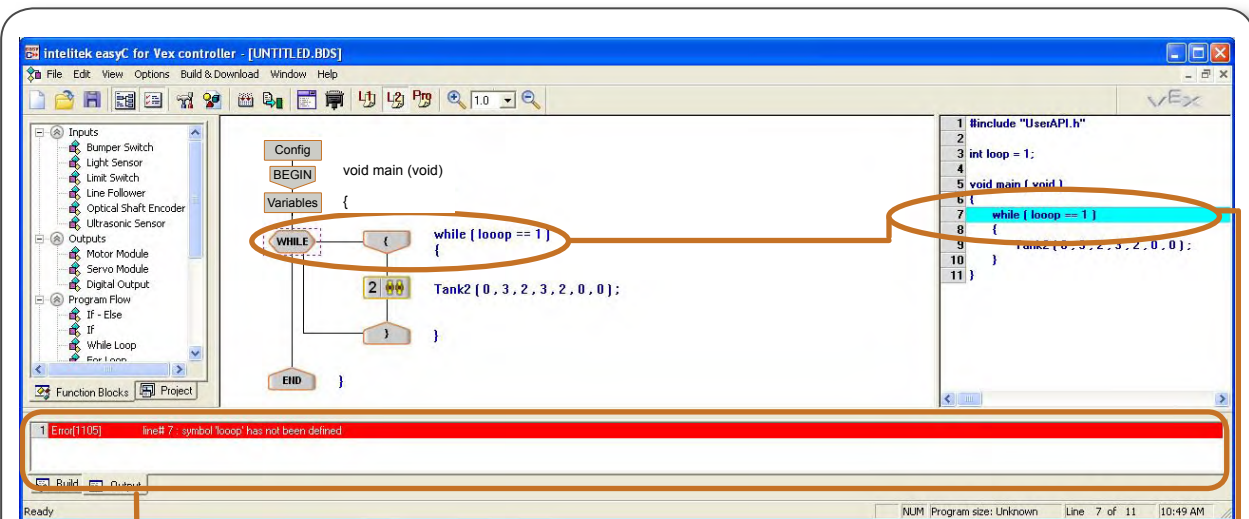 intelitek easyC for Vex controller - [UNTITLED.BDS]
File Edit View Options Build & Download Window Help
1.0
vEx
Inputs
Bumper Switch
Light Sensor
Limit Switch
Line Follower
Optical Shaft Encoder
Ultrasonic Sensor
Outputs
Motor Module
Servo Module
Digital Output
Program Flow
If - Else
If
While Loop
For Loop
Function Blocks Project
Config
BEGIN void main (void)
Variables {
WHILE { while ( looop == 1 )
{
2 Tank2 ( 0 , 3 , 2 , 3 , 2 , 0 , 0 ) ;
} }
END }
1 #include "UserAPI.h"
2
3 int loop = 1;
4
5 void main ( void )
6 {
7 while ( looop == 1 )
8 {
9 Tank2 ( 0 , 3 , 2 , 3 , 2 , 0 , 0 ) ;
10 }
11 }
1 Error[1105] line# 7 : symbol 'looop' has not been defined
Build Output
Ready NUM Program size: Unknown Line 7 of 11 10:49 AM